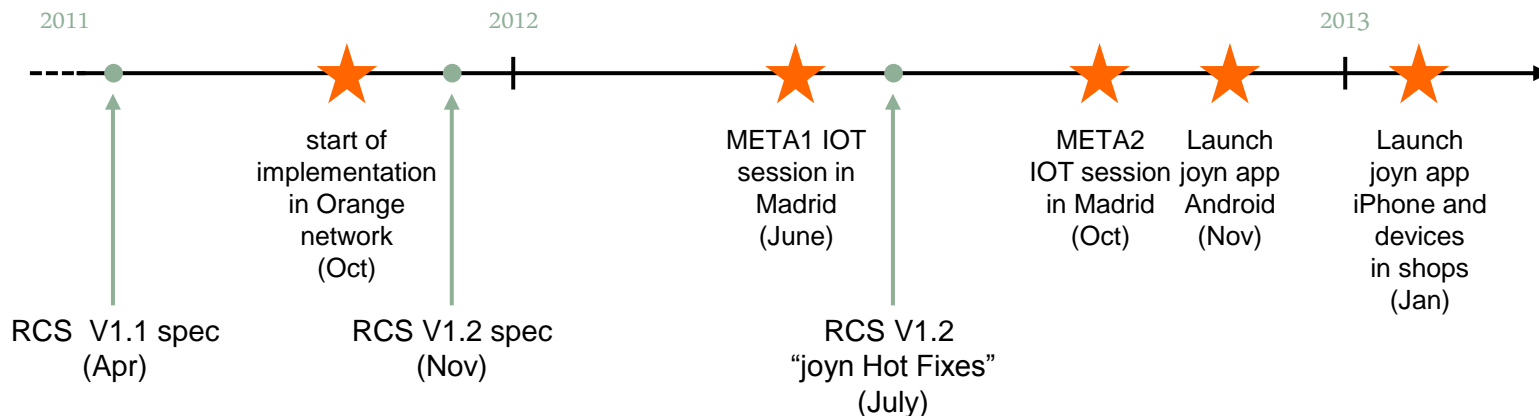 2011
2012
2013
start of
implementation
in Orange
network
(Oct)
META1 IOT
session in
Madrid
(June)
META2
IOT session
in Madrid
(Oct)
Launch
joyn app
Android
(Nov)
Launch
joyn app
iPhone and
devices
in shops
(Jan)
RCS  V1.1 spec
(Apr)
RCS V1.2 spec
(Nov)
RCS V1.2
“joyn Hot Fixes”
(July)